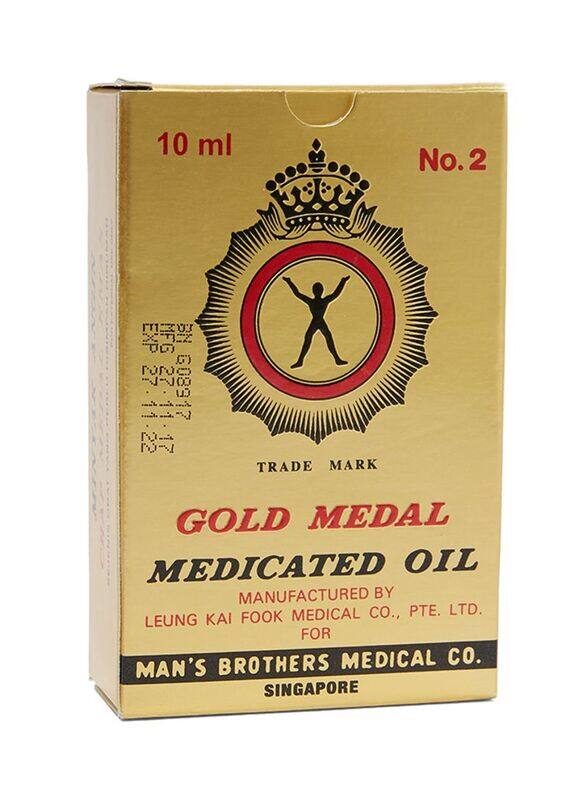 10 ml
No. 2
BN G08917
MFG 27.11.17
EXP 27.11.22
TRADE MARK
GOLD MEDAL
MEDICATED OIL
MANUFACTURED BY
LEUNG KAI FOOK MEDICAL CO., PTE. LTD.
FOR
MAN'S BROTHERS MEDICAL CO.
SINGAPORE